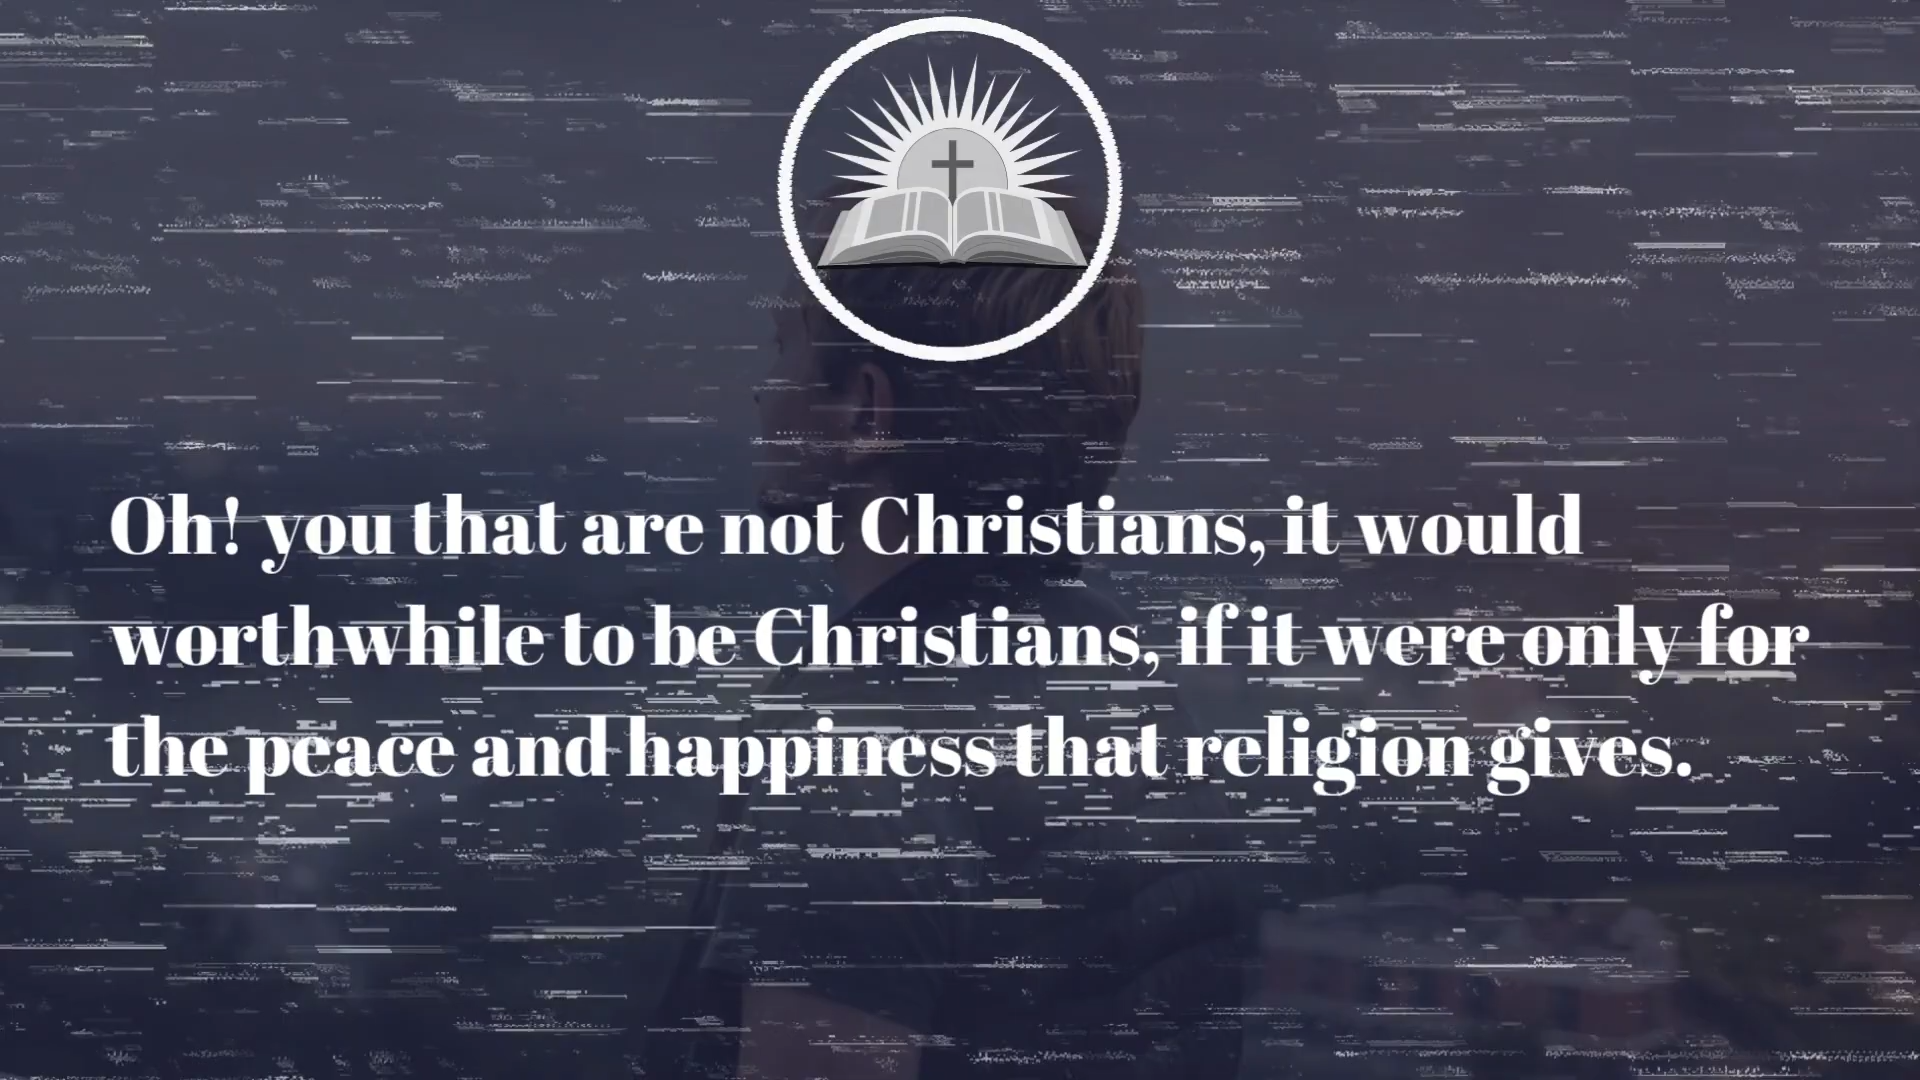 Oh! you that are not Christians, it would
worthwhile to be Christians, if it were only for
the peace and happiness that religion gives.